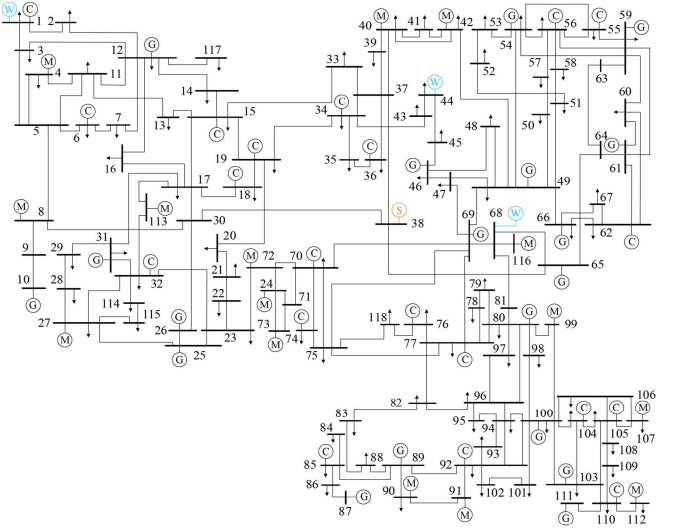 W C G M M G C 59
1 2 12 117 40 41 42 53 54 56 55 G
3 M 4 11 39 52 57 58 63
C 14 33 W 44 51 60
5 6 7 13 C 15 34 C 37 43 48 50 64 G
16 19 C 35 C 36 45 61
17 C 18 G 46 47 G 49 67
M 8 113 M 30 S 38 69 68 W 66 62
9 29 31 G 20 G 116 M G C
10 28 C 32 21 M 72 70 C 65 G
G 114 22 24 M 71 79 78 81
27 M 115 26 G 23 73 M C 74 75 118 C 76 80 G M 99
G 25 77 C 97 98
82 96 106
83 95 94 100 C C M
84 93 G 104 105 107
C 85 88 G 89 C 92 108
86 M 90 91 102 101 G 103 109
87 G M 111 G 110 C M 112